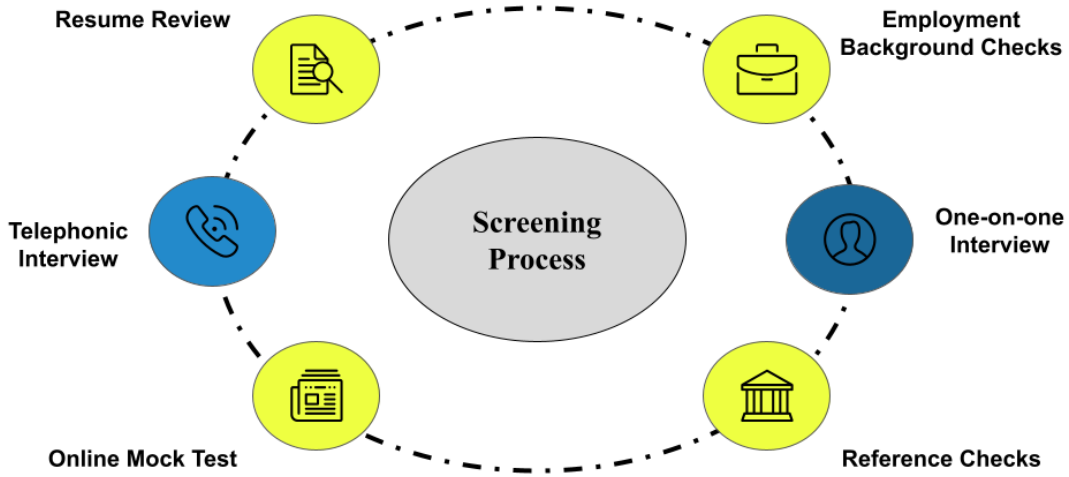 Resume Review
Employment
Background Checks
Telephonic
Interview
Screening
Process
One-on-one
Interview
Online Mock Test
Reference Checks